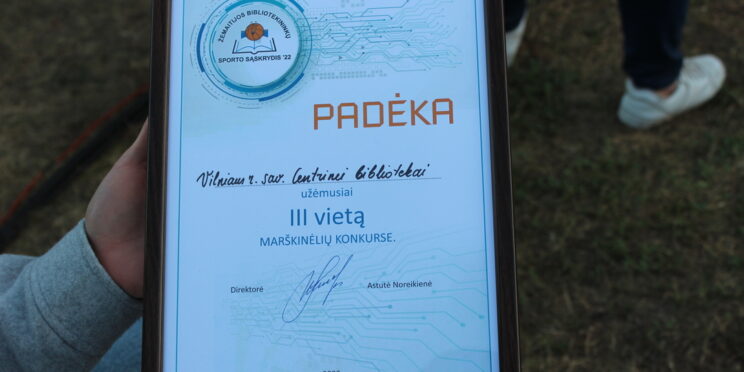 ŽEMAITIJOS BIBLIOTEKININKŲ
SPORTO SĄSKRYDIS '22
PADĖKA
Vilniaus r. sav. Centrinei bibliotekai
užėmusiai
III vietą
MARŠKINĖLIŲ KONKURSE.
Direktorė
Astutė Noreikienė